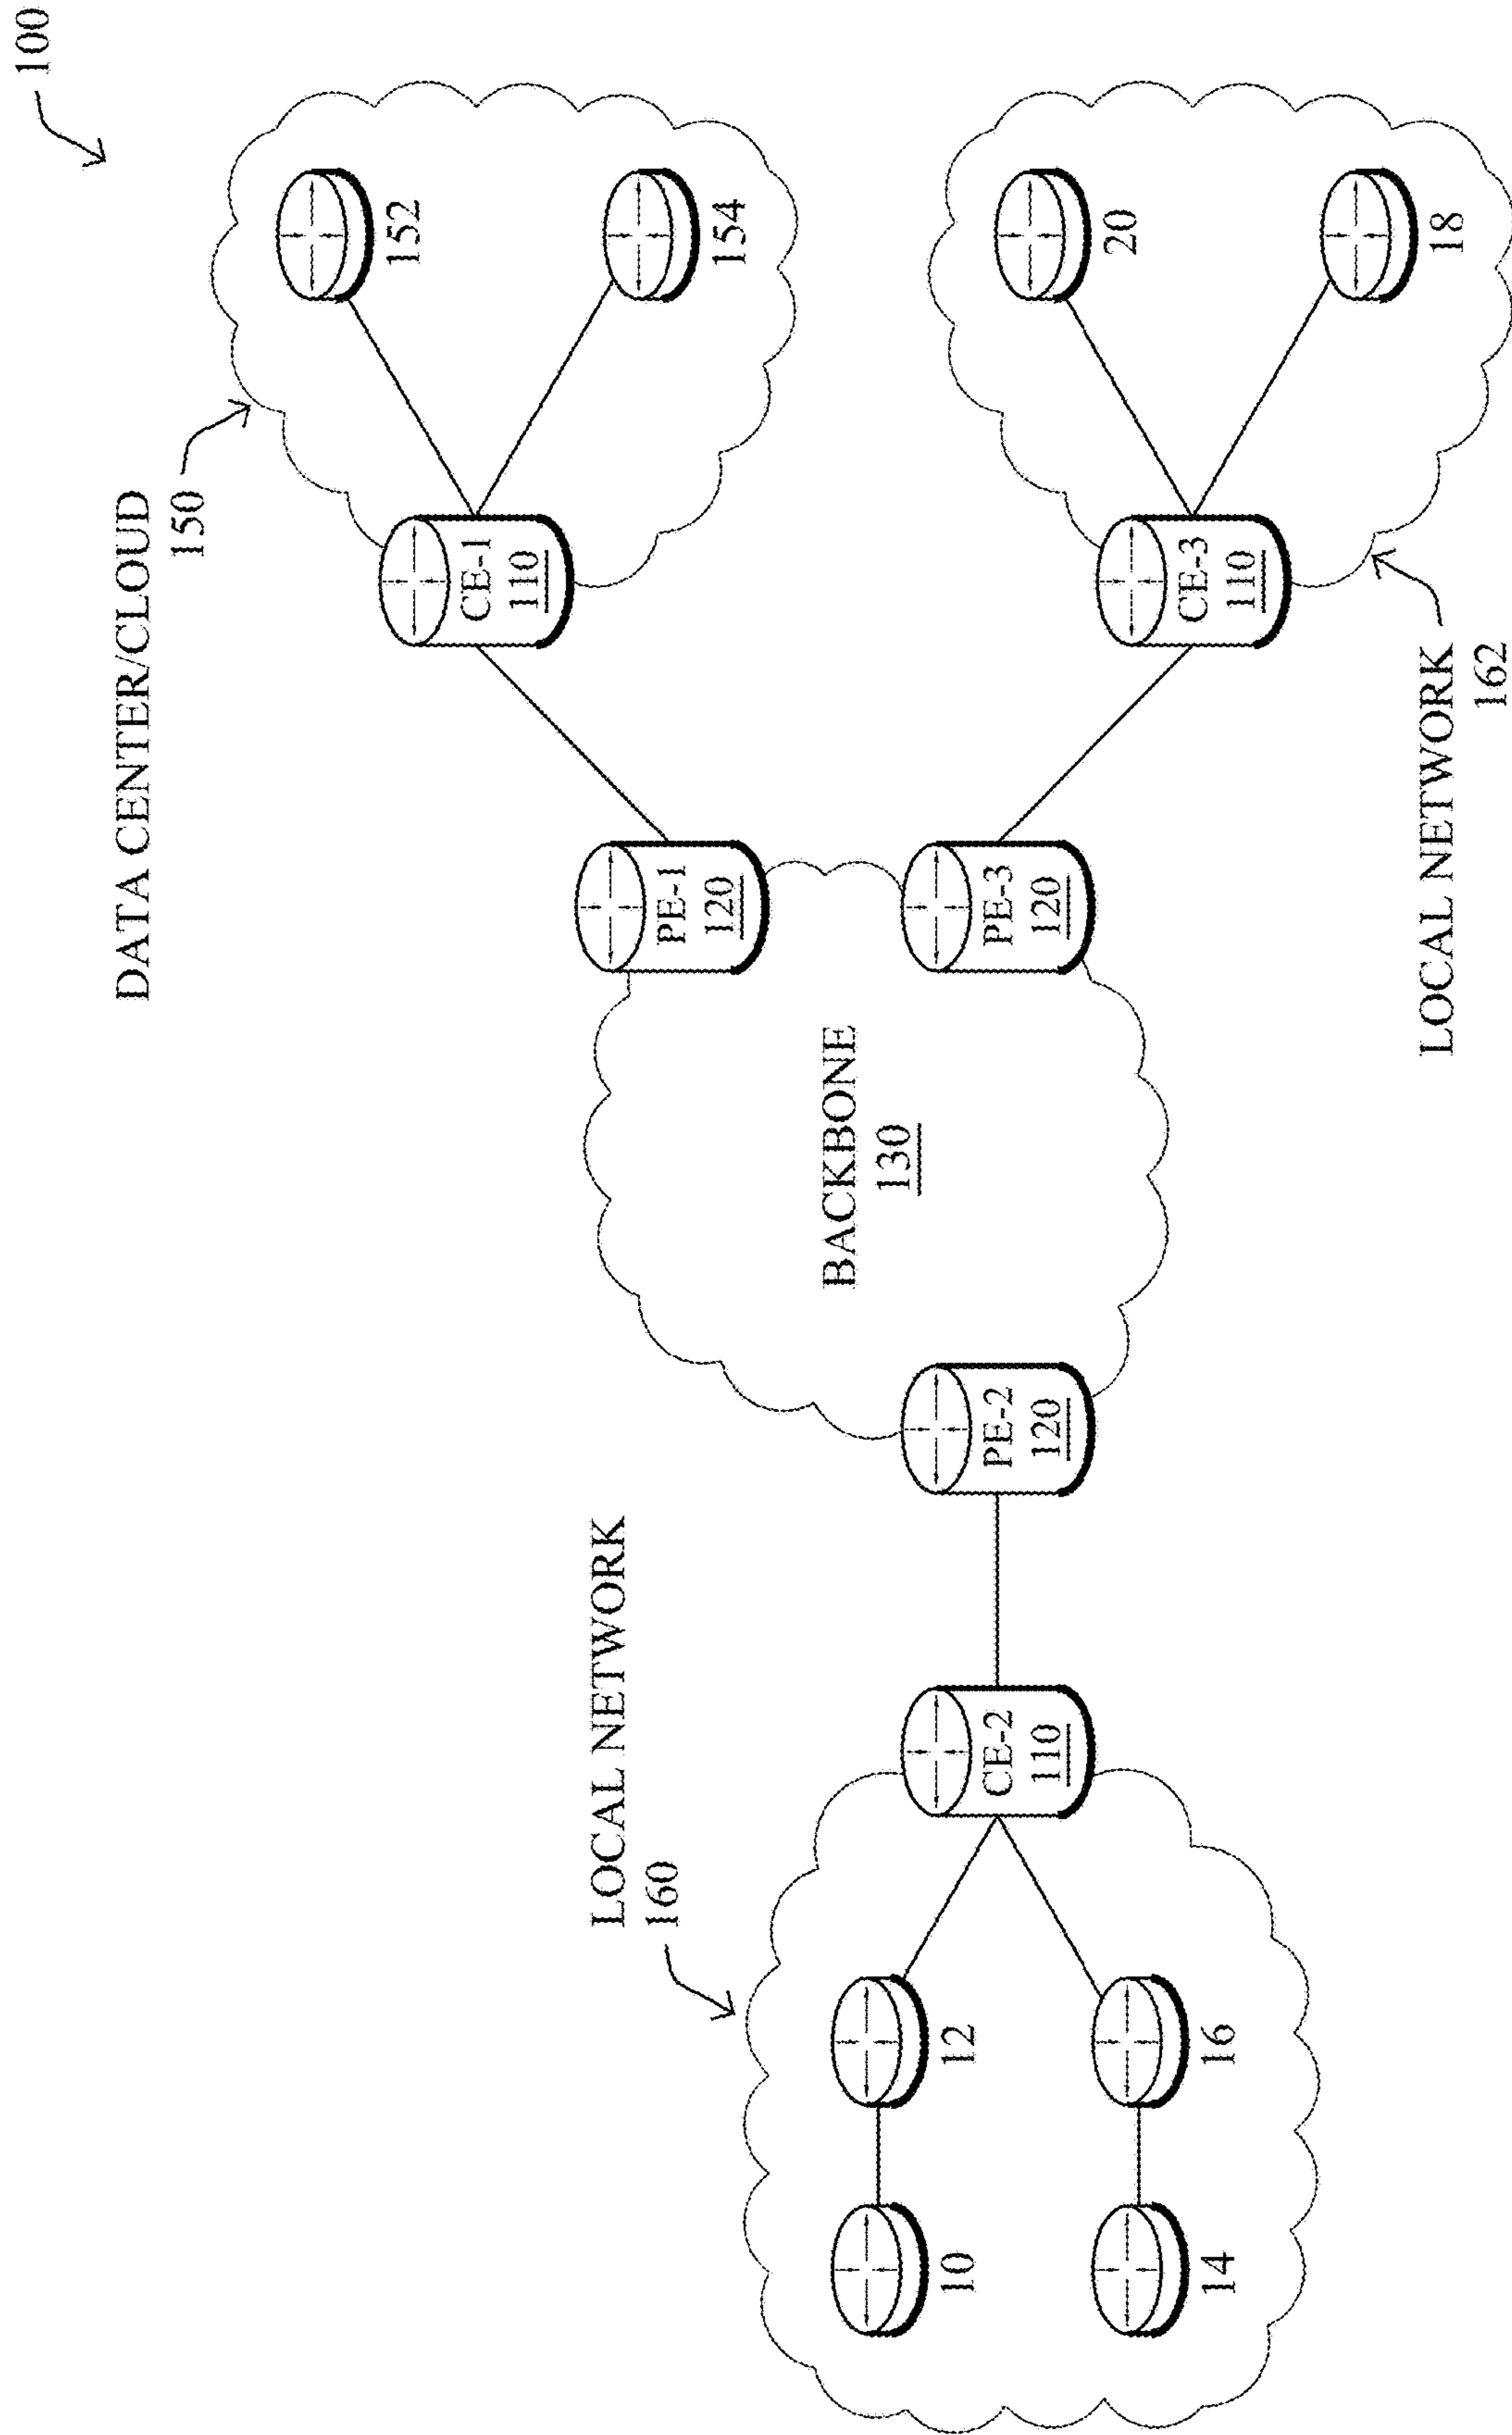 100
DATA CENTER/CLOUD
150
152
154
CE-1
110
PE-1
120
LOCAL NETWORK
160
BACKBONE
130
10
12
14
16
CE-2
110
PE-2
120
PE-3
120
CE-3
110
20
18
LOCAL NETWORK
162